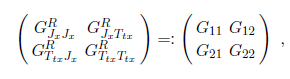 \begin{pmatrix} G^R_{J_x J_x} & G^R_{J_x T_{tx}} \\ G^R_{T_{tx} J_x} & G^R_{T_{tx} T_{tx}} \end{pmatrix} =: \begin{pmatrix} G_{11} & G_{12} \\ G_{21} & G_{22} \end{pmatrix} ,